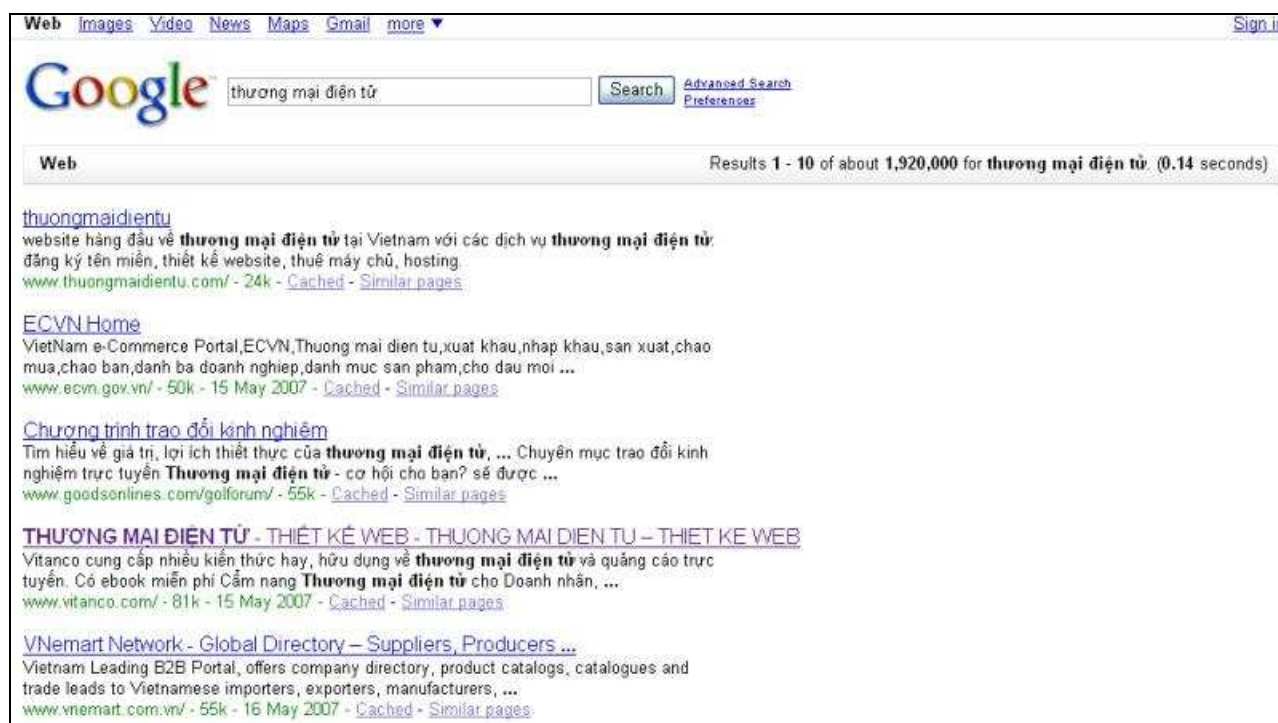 Web Images Video News Maps Gmail more ▼ Sign in
Google thương mại điện tử Search Advanced Search
Preferences
Web Results 1 - 10 of about 1,920,000 for thương mại điện tử. (0.14 seconds)
thuongmaidientu
website hàng đầu về thương mại điện tử tại Vietnam với các dịch vụ thương mại điện tử:
đăng ký tên miền, thiết kế website, thuê máy chủ, hosting.
www.thuongmaidientu.com/ - 24k - Cached - Similar pages
ECVN Home
VietNam e-Commerce Portal,ECVN,Thuong mai dien tu,xuat khau,nhap khau,san xuat,chao
mua,chao ban,danh ba doanh nghiep,danh muc san pham,cho dau moi ...
www.ecvn.gov.vn/ - 50k - 15 May 2007 - Cached - Similar pages
Chương trình trao đổi kinh nghiệm
Tìm hiểu về giá trị, lợi ích thiết thực của thương mại điện tử, ... Chuyên mục trao đổi kinh
nghiệm trực tuyến Thương mại điện tử - cơ hội cho bạn? sẽ được ...
www.goodsonlines.com/golforum/ - 55k - Cached - Similar pages
THƯƠNG MẠI ĐIỆN TỬ - THIẾT KẾ WEB - THUONG MAI DIEN TU – THIET KE WEB
Vitanco cung cấp nhiều kiến thức hay, hữu dụng về thương mại điện tử và quảng cáo trực
tuyến. Có ebook miễn phí Cẩm nang Thương mại điện tử cho Doanh nhân, ...
www.vitanco.com/ - 81k - 15 May 2007 - Cached - Similar pages
VNemart Network - Global Directory – Suppliers, Producers ...
Vietnam Leading B2B Portal, offers company directory, product catalogs, catalogues and
trade leads to Vietnamese importers, exporters, manufacturers, ...
www.vnemart.com.vn/ - 55k - 16 May 2007 - Cached - Similar pages